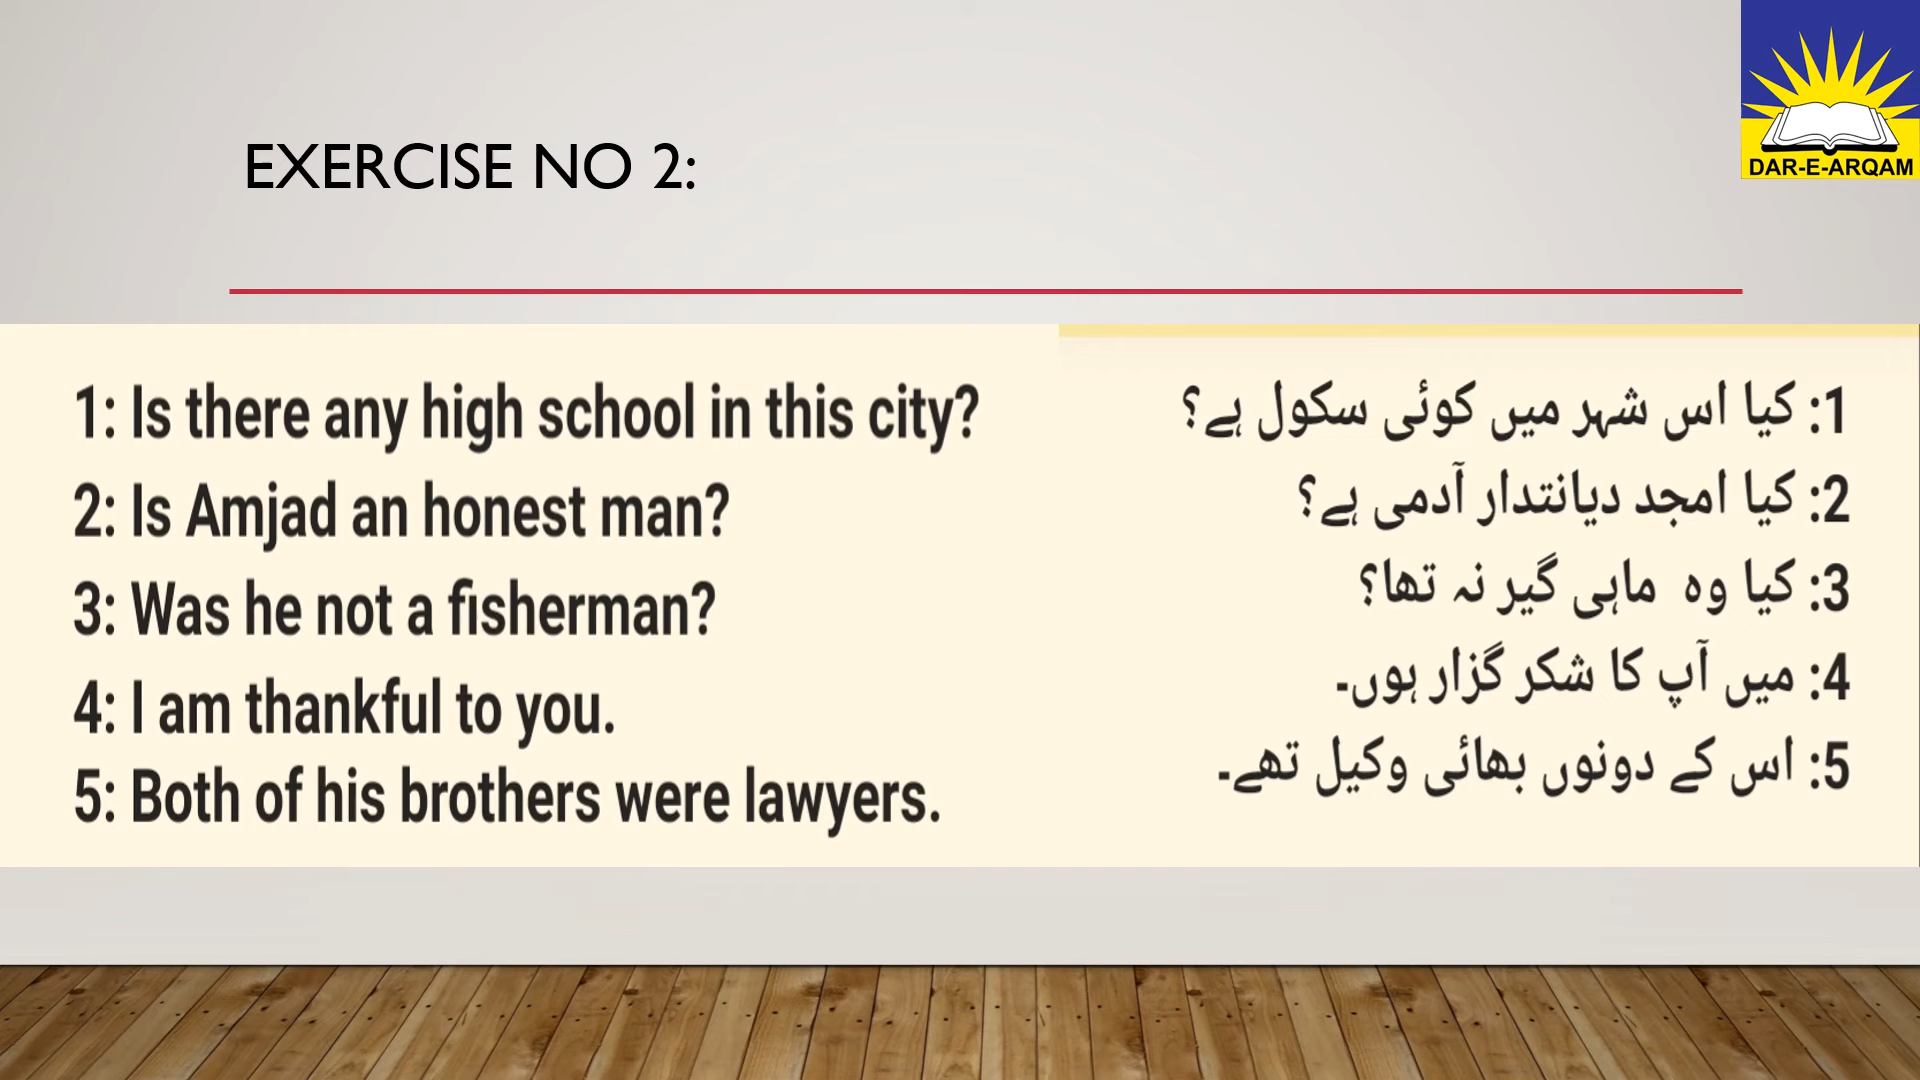 EXERCISE NO 2:
DAR-E-ARQAM
1: Is there any high school in this city?
2: Is Amjad an honest man?
3: Was he not a fisherman?
4: I am thankful to you.
5: Both of his brothers were lawyers.
1: کیا اس شہر میں کوئی سکول ہے؟
2: کیا امجد دیانتدار آدمی ہے؟
3: کیا وہ ماہی گیر نہ تھا؟
4: میں آپ کا شکر گزار ہوں۔
5: اس کے دونوں بھائی وکیل تھے۔